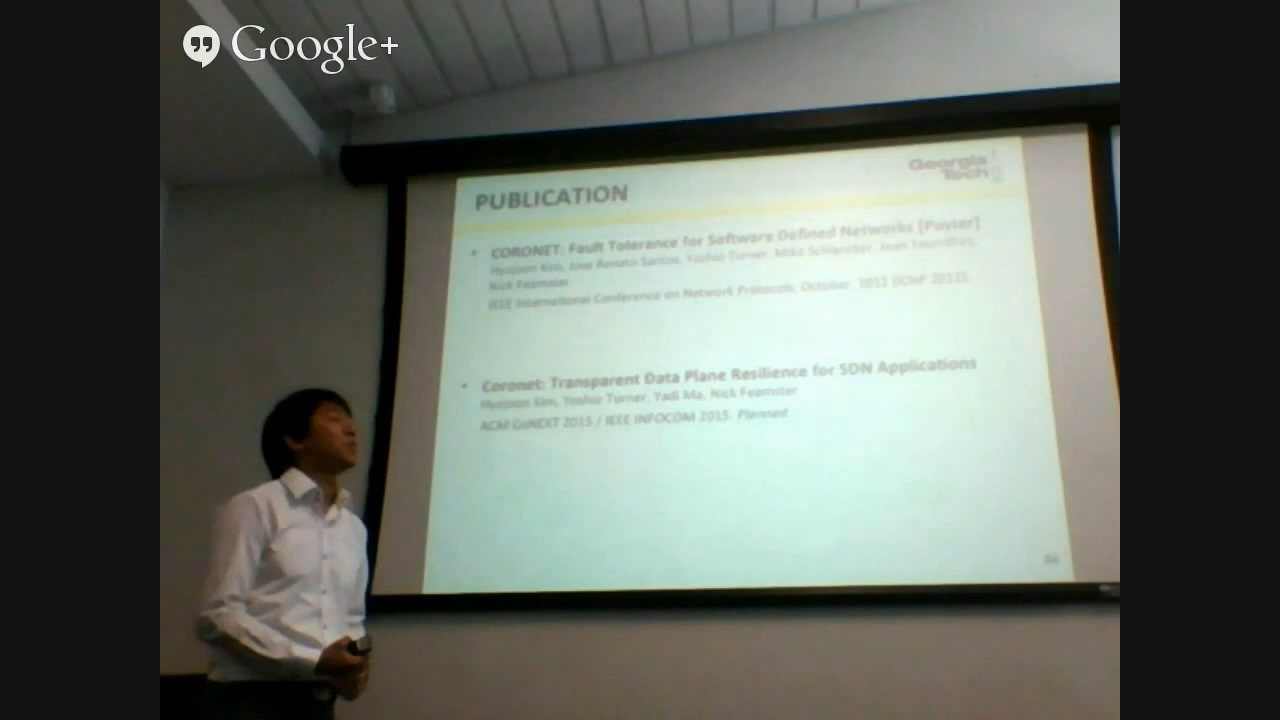 Google+
Georgia
Tech
PUBLICATION
• CORONET: Fault Tolerance for Software Defined Networks [Poster]
Hyojoon Kim, Jose Renato Santos, Yoshio Turner, Mike Schlansker, Jean Tourrilhes,
Nick Feamster
IEEE International Conference on Network Protocols, October, 2012 (ICNP 2012).
• Coronet: Transparent Data Plane Resilience for SDN Applications
Hyojoon Kim, Yoshio Turner, Yadi Ma, Nick Feamster
ACM CoNEXT 2015 / IEEE INFOCOM 2015. Planned